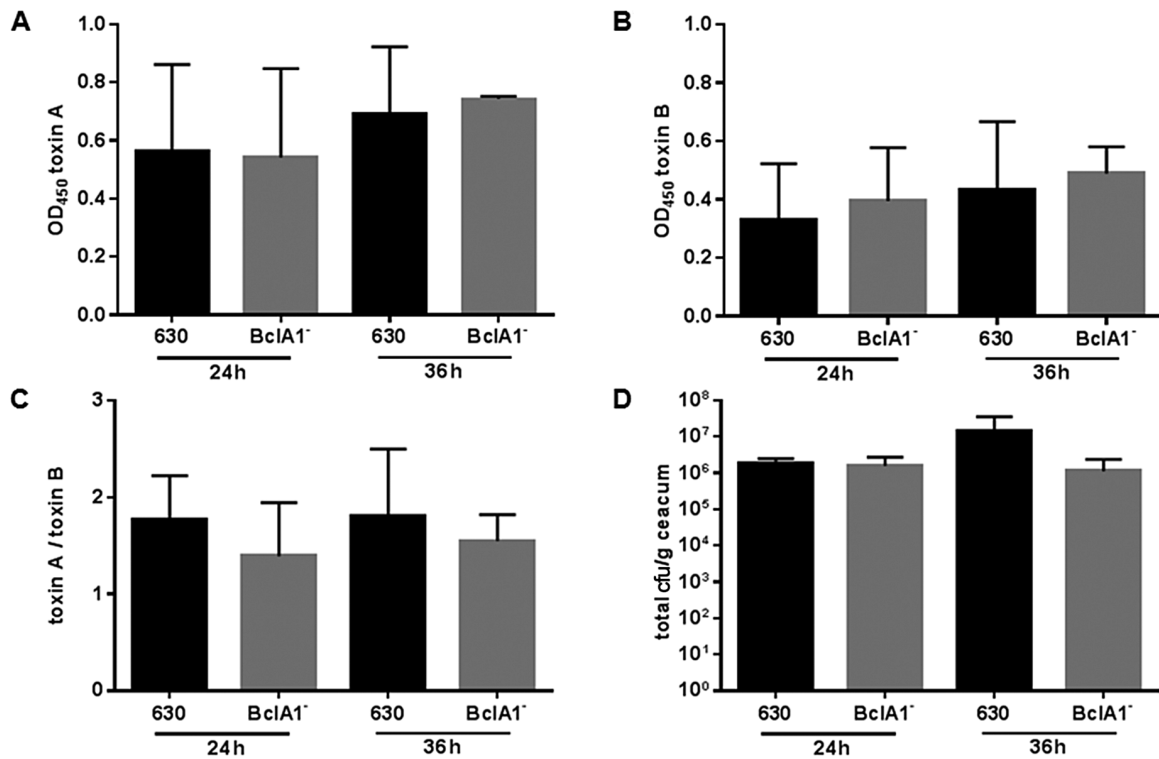 A
OD450 toxin A
1.0
0.8
0.6
0.4
0.2
0.0
630 BclA1- 630 BclA1-
24h 36h
B
OD450 toxin B
1.0
0.8
0.6
0.4
0.2
0.0
630 BclA1- 630 BclA1-
24h 36h
C
toxin A / toxin B
3
2
1
0
630 BclA1- 630 BclA1-
24h 36h
D
total cfu/g ceacum
10^8
10^7
10^6
10^5
10^4
10^3
10^2
10^1
10^0
630 BclA1- 630 BclA1-
24h 36h